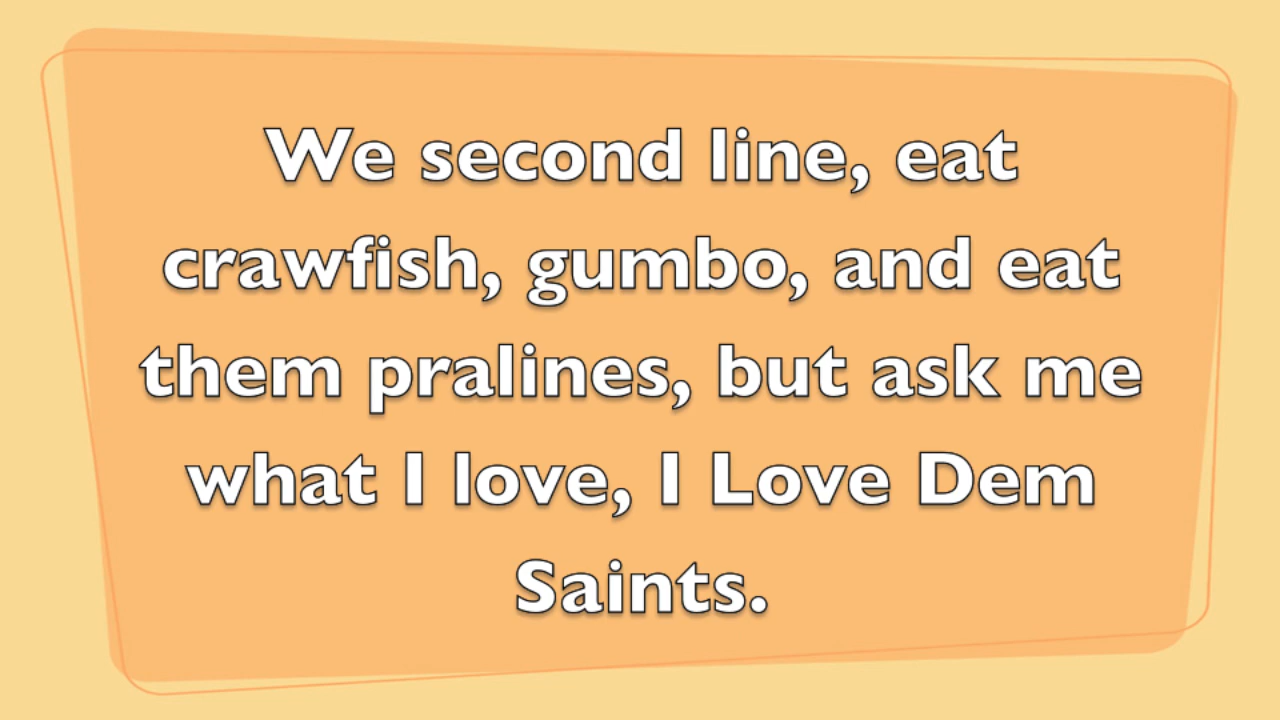 We second line, eat
crawfish, gumbo, and eat
them pralines, but ask me
what I love, I Love Dem
Saints.